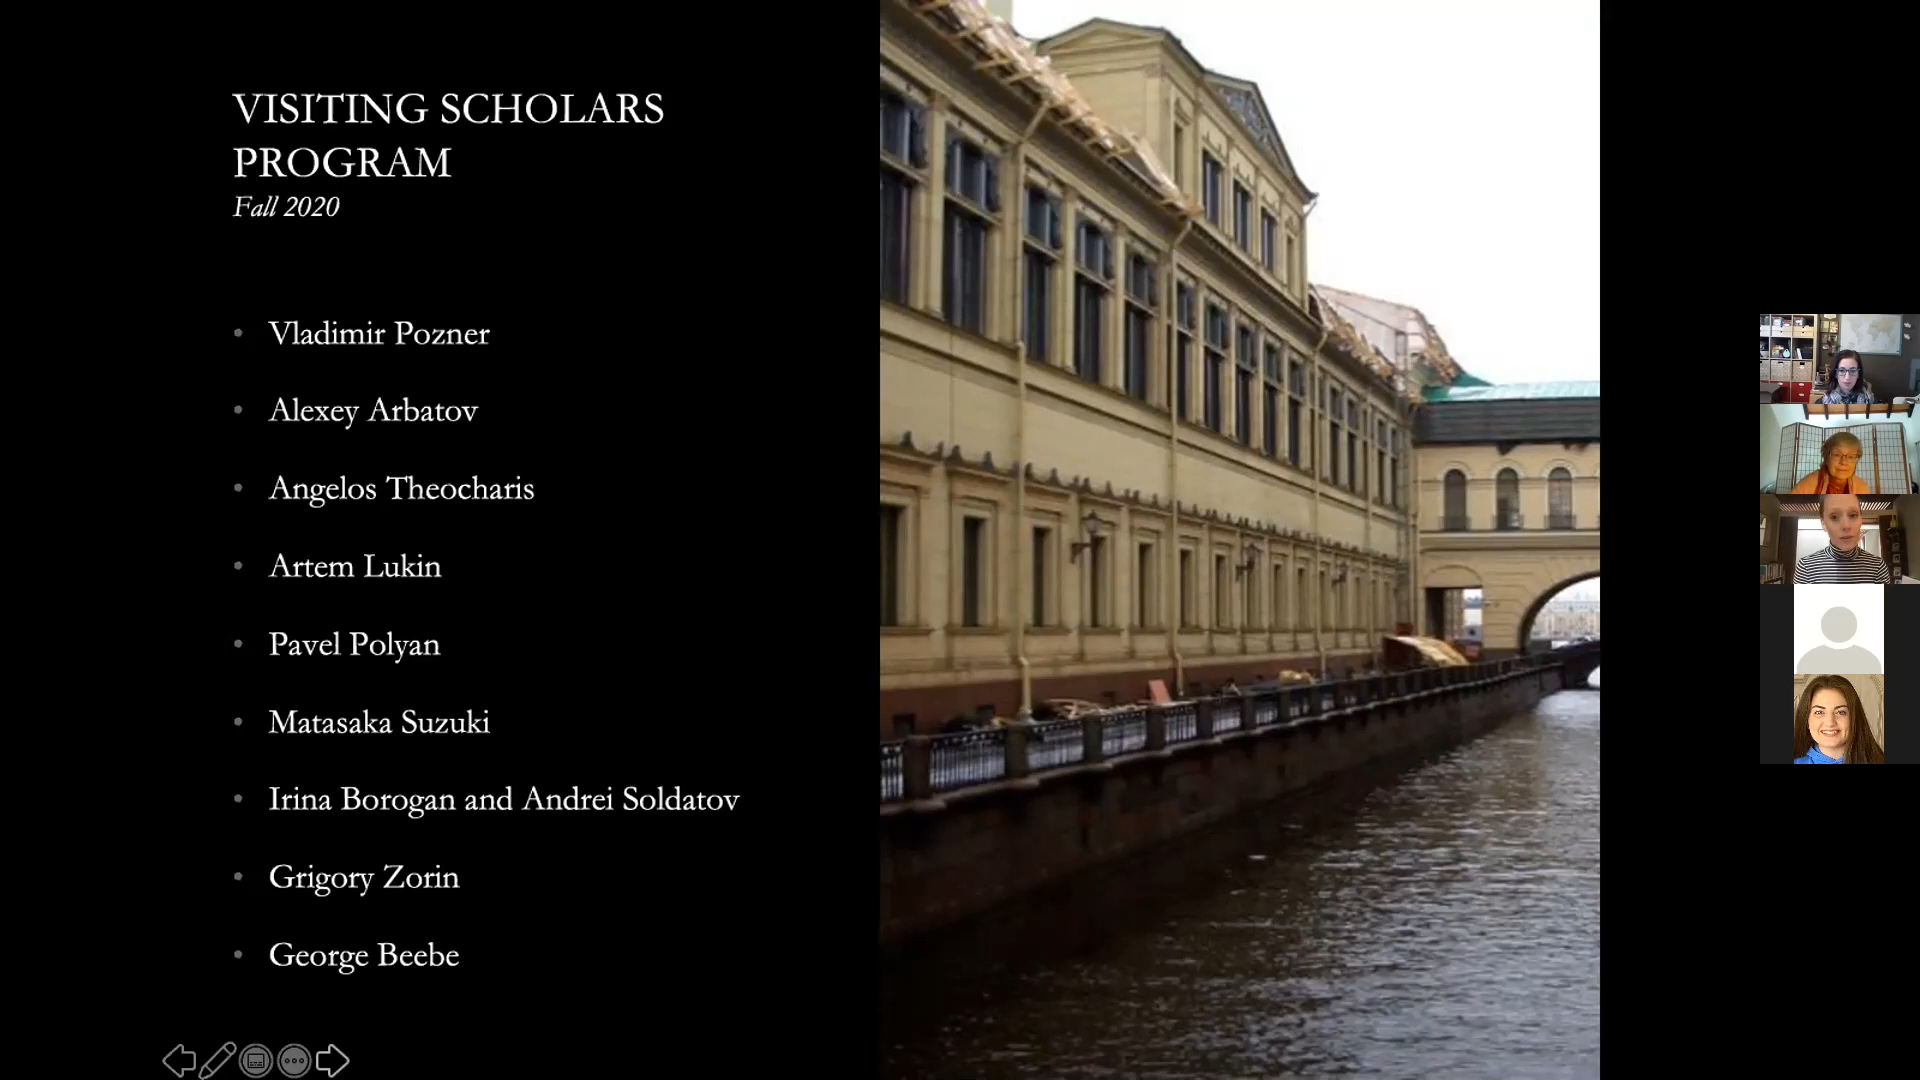 VISITING SCHOLARS
PROGRAM
Fall 2020
• Vladimir Pozner
• Alexey Arbatov
• Angelos Theocharis
• Artem Lukin
• Pavel Polyan
• Matasaka Suzuki
• Irina Borogan and Andrei Soldatov
• Grigory Zorin
• George Beebe